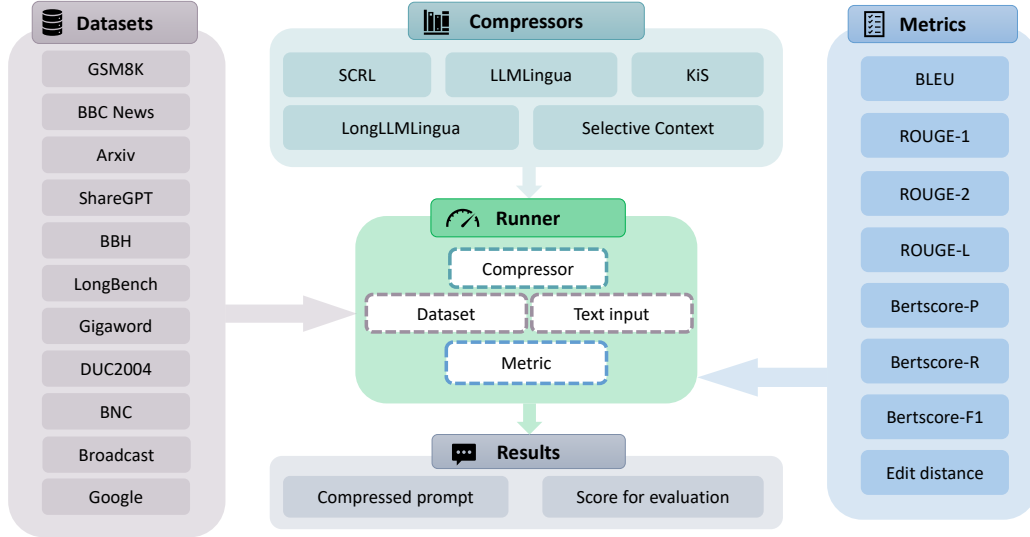 Datasets
GSM8K
BBC News
Arxiv
ShareGPT
BBH
LongBench
Gigaword
DUC2004
BNC
Broadcast
Google
Compressors
SCRL
LLMLingua
KiS
LongLLMLingua
Selective Context
Runner
Compressor
Dataset
Text input
Metric
Results
Compressed prompt
Score for evaluation
Metrics
BLEU
ROUGE-1
ROUGE-2
ROUGE-L
Bertscore-P
Bertscore-R
Bertscore-F1
Edit distance